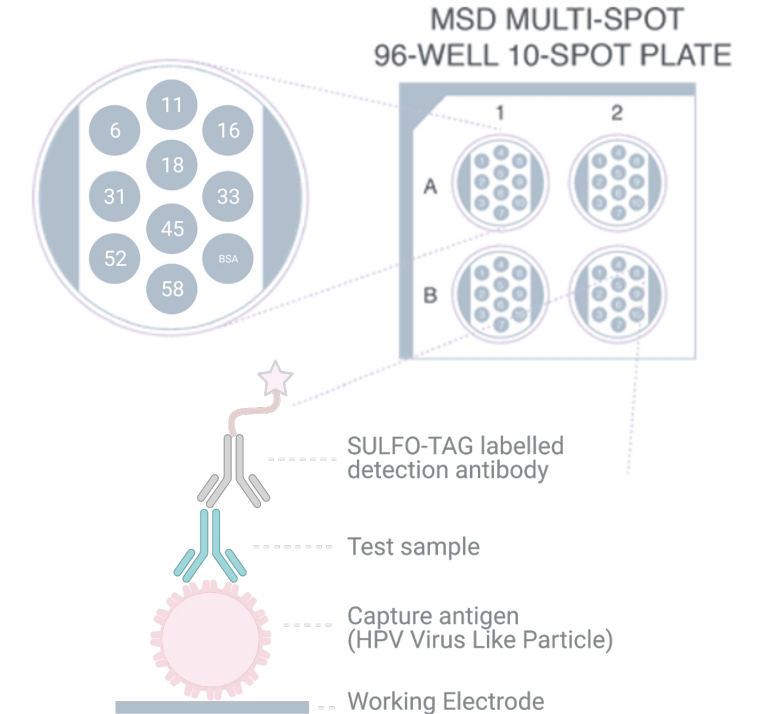 MSD MULTI-SPOT
96-WELL 10-SPOT PLATE
11
6
16
18
31
33
45
52
BSA
58
1
2
A
B
SULFO-TAG labelled
detection antibody
Test sample
Capture antigen
(HPV Virus Like Particle)
Working Electrode